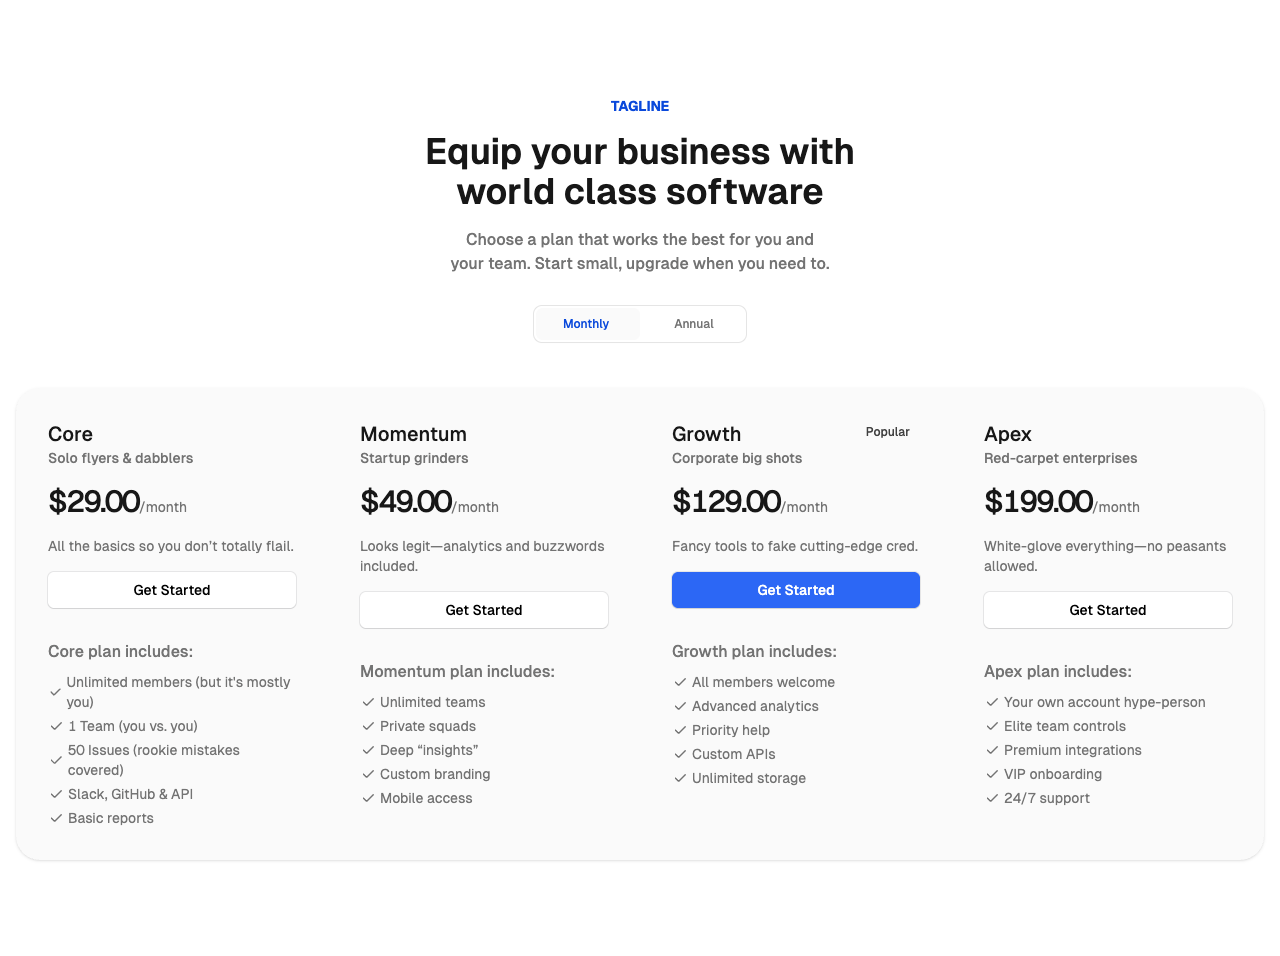 TAGLINE
Equip your business with
world class software
Choose a plan that works the best for you and
your team. Start small, upgrade when you need to.
Monthly
Annual
Core
Solo flyers & dabblers
$29.00/month
All the basics so you don’t totally flail.
Get Started
Core plan includes:
Unlimited members (but it's mostly
you)
1 Team (you vs. you)
50 Issues (rookie mistakes
covered)
Slack, GitHub & API
Basic reports
Momentum
Startup grinders
$49.00/month
Looks legit—analytics and buzzwords
included.
Get Started
Momentum plan includes:
Unlimited teams
Private squads
Deep “insights”
Custom branding
Mobile access
Growth
Popular
Corporate big shots
$129.00/month
Fancy tools to fake cutting-edge cred.
Get Started
Growth plan includes:
All members welcome
Advanced analytics
Priority help
Custom APIs
Unlimited storage
Apex
Red-carpet enterprises
$199.00/month
White-glove everything—no peasants
allowed.
Get Started
Apex plan includes:
Your own account hype-person
Elite team controls
Premium integrations
VIP onboarding
24/7 support